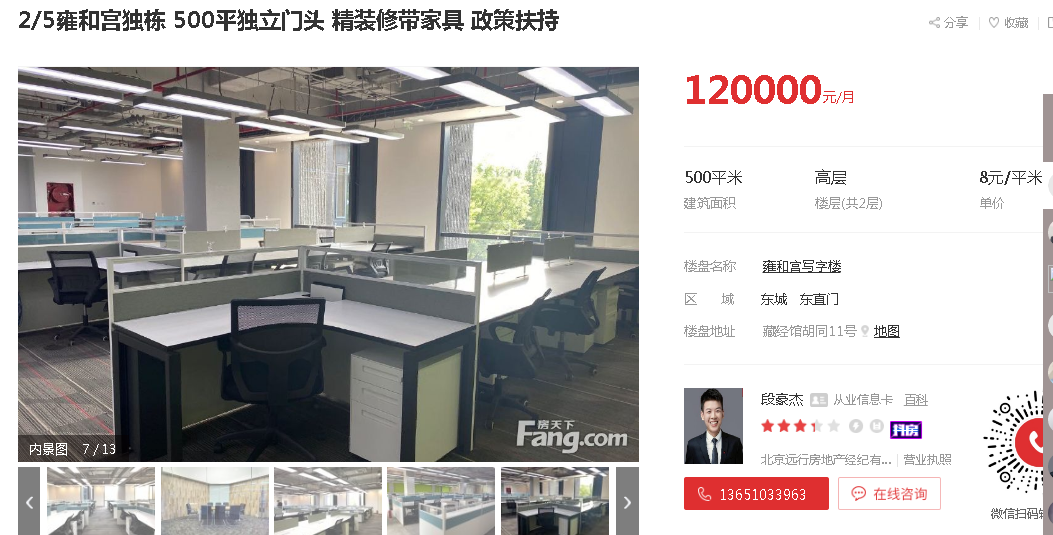 2/5雍和宫独栋 500平独立门头 精装修带家具 政策扶持
分享
收藏
120000元/月
500平米
高层
8元/平米
建筑面积
楼层(共2层)
单价
楼盘名称 雍和宫写字楼
区 域 东城 东直门
楼盘地址 藏经馆胡同11号 地图
段豪杰 从业信息卡 百科
抖房
北京远行房地产经纪有... 营业执照
13651033963
在线咨询
微信扫码
内景图 7 / 13
房天下
Fang.com